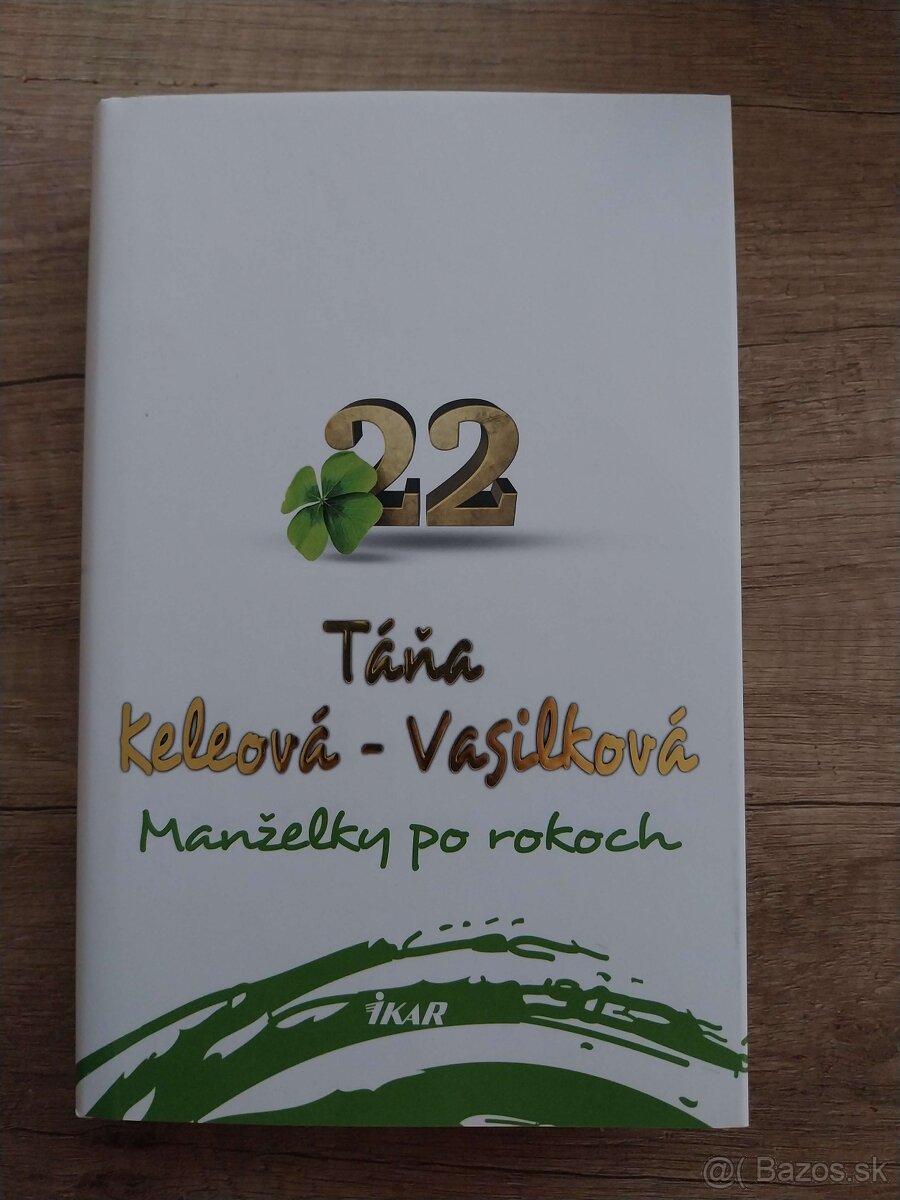 22
Táňa
Keleová - Vasilková
Manželky po rokoch
iKAR
@( Bazos.sk